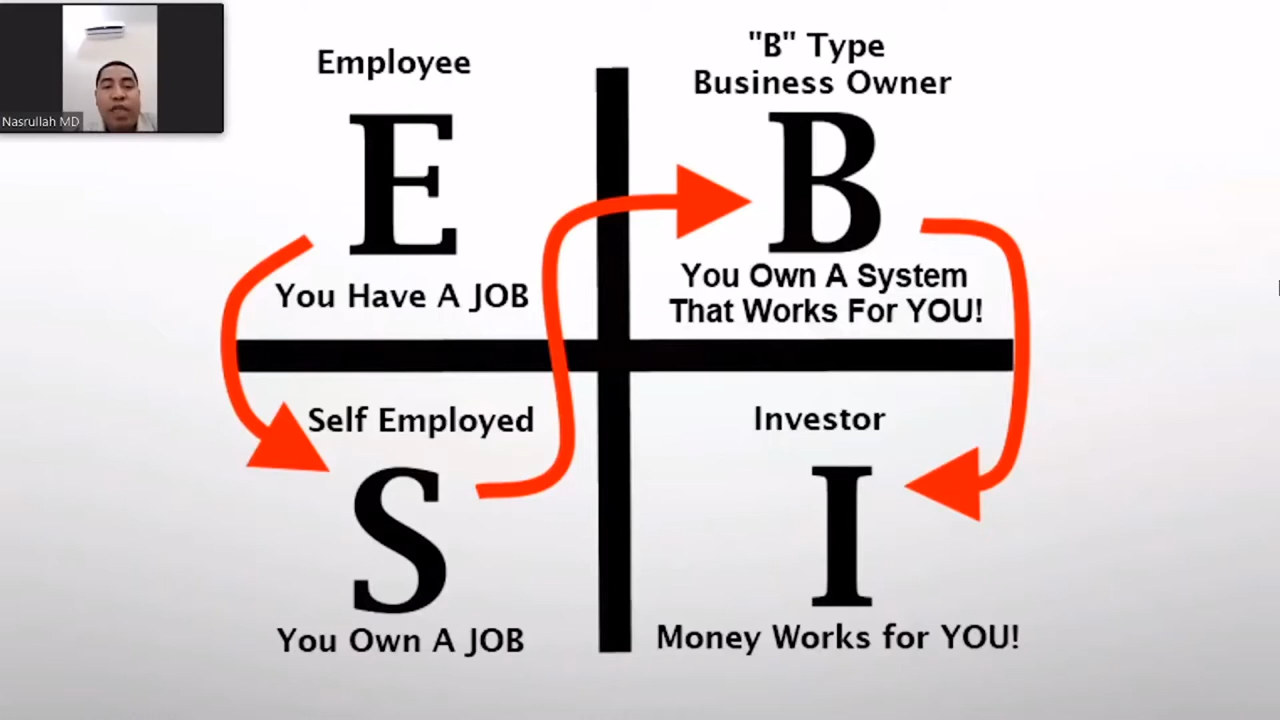 Nasrullah MD
Employee
E
You Have A JOB
"B" Type
Business Owner
B
You Own A System
That Works For YOU!
Self Employed
S
You Own A JOB
Investor
I
Money Works for YOU!